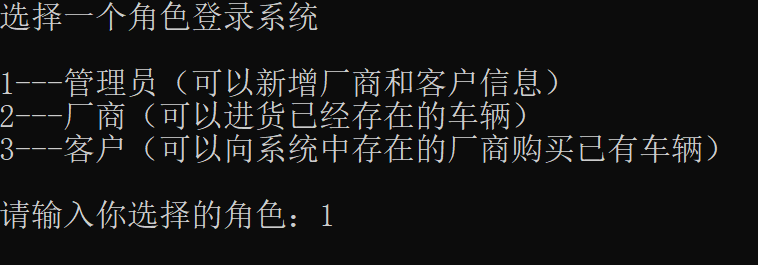 选择一个角色登录系统
1---管理员（可以新增厂商和客户信息）
2---厂商（可以进货已经存在的车辆）
3---客户（可以向系统中存在的厂商购买已有车辆）
请输入你选择的角色：1